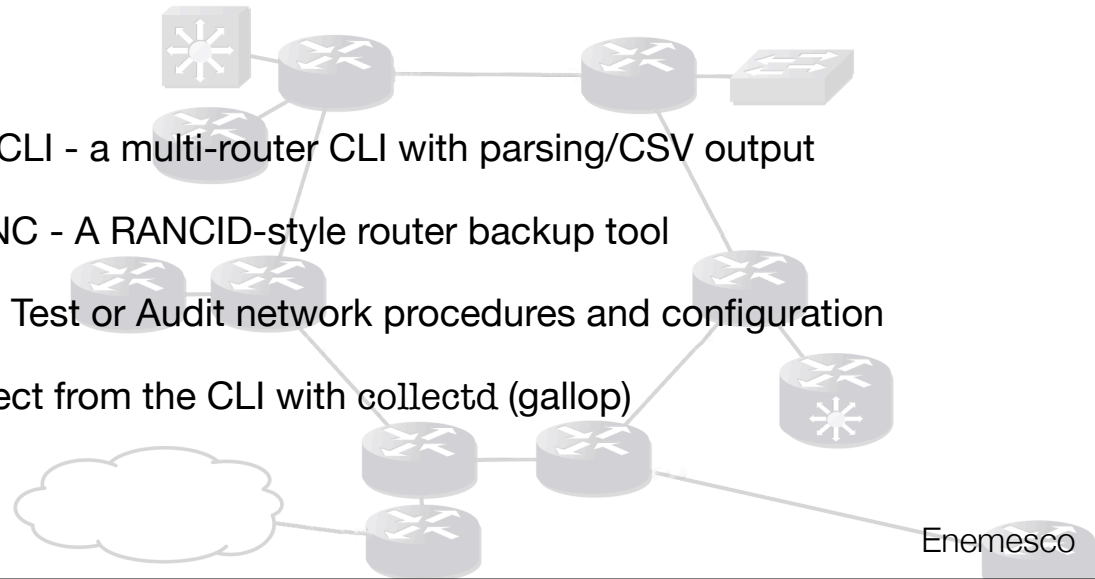 CLI - a multi-router CLI with parsing/CSV output
NC - A RANCID-style router backup tool
Test or Audit network procedures and configuration
ect from the CLI with collectd (gallop)
Enemesco